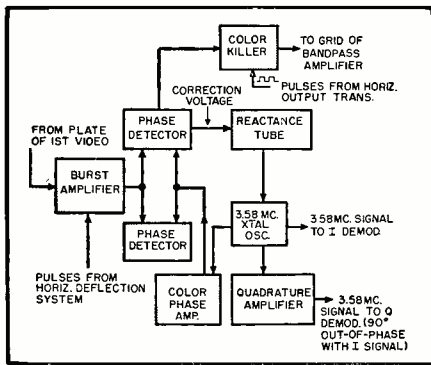 COLOR
KILLER
TO GRID OF
BANDPASS
AMPLIFIER
PULSES FROM HORIZ.
OUTPUT TRANS.
CORRECTION
VOLTAGE
PHASE
DETECTOR
REACTANCE
TUBE
FROM PLATE
OF 1ST VIDEO
BURST
AMPLIFIER
PHASE
DETECTOR
3.58 MC.
XTAL
OSC.
3.58MC. SIGNAL
TO I DEMOD.
PULSES FROM
HORIZ. DEFLECTION
SYSTEM
COLOR
PHASE
AMP.
QUADRATURE
AMPLIFIER
3.58MC.
SIGNAL TO Q
DEMOD. (90°
OUT-OF-PHASE
WITH I SIGNAL)